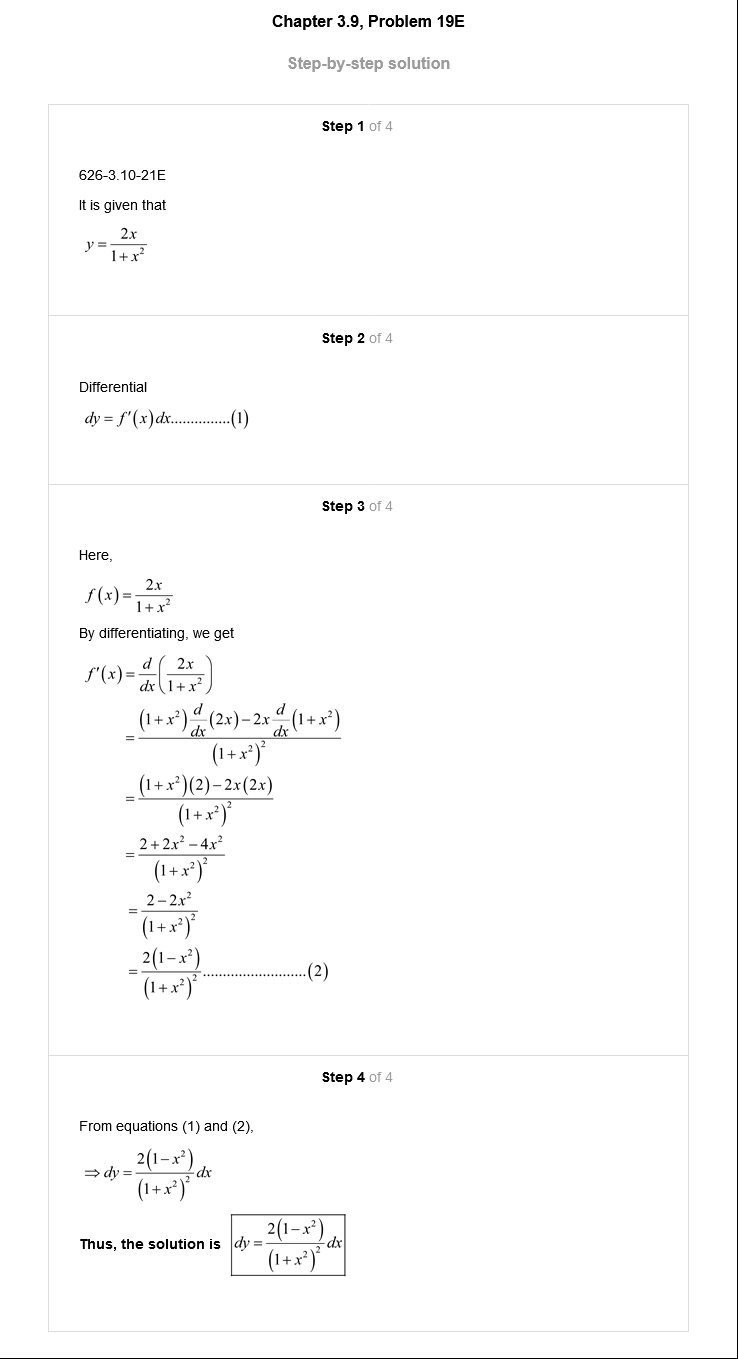 Chapter 3.9, Problem 19E
Step-by-step solution
Step 1 of 4
626-3.10-21E
It is given that
y = \frac{2x}{1+x^2}
Step 2 of 4
Differential
dy = f'(x)dx...............(1)
Step 3 of 4
Here,
f(x) = \frac{2x}{1+x^2}
By differentiating, we get
f'(x) = \frac{d}{dx}\left(\frac{2x}{1+x^2}\right)
= \frac{(1+x^2)\frac{d}{dx}(2x)-2x\frac{d}{dx}(1+x^2)}{(1+x^2)^2}
= \frac{(1+x^2)(2)-2x(2x)}{(1+x^2)^2}
= \frac{2+2x^2-4x^2}{(1+x^2)^2}
= \frac{2-2x^2}{(1+x^2)^2}
= \frac{2(1-x^2)}{(1+x^2)^2}..........................(2)
Step 4 of 4
From equations (1) and (2),
⇒ dy = \frac{2(1-x^2)}{(1+x^2)^2} dx
Thus, the solution is dy = \frac{2(1-x^2)}{(1+x^2)^2} dx